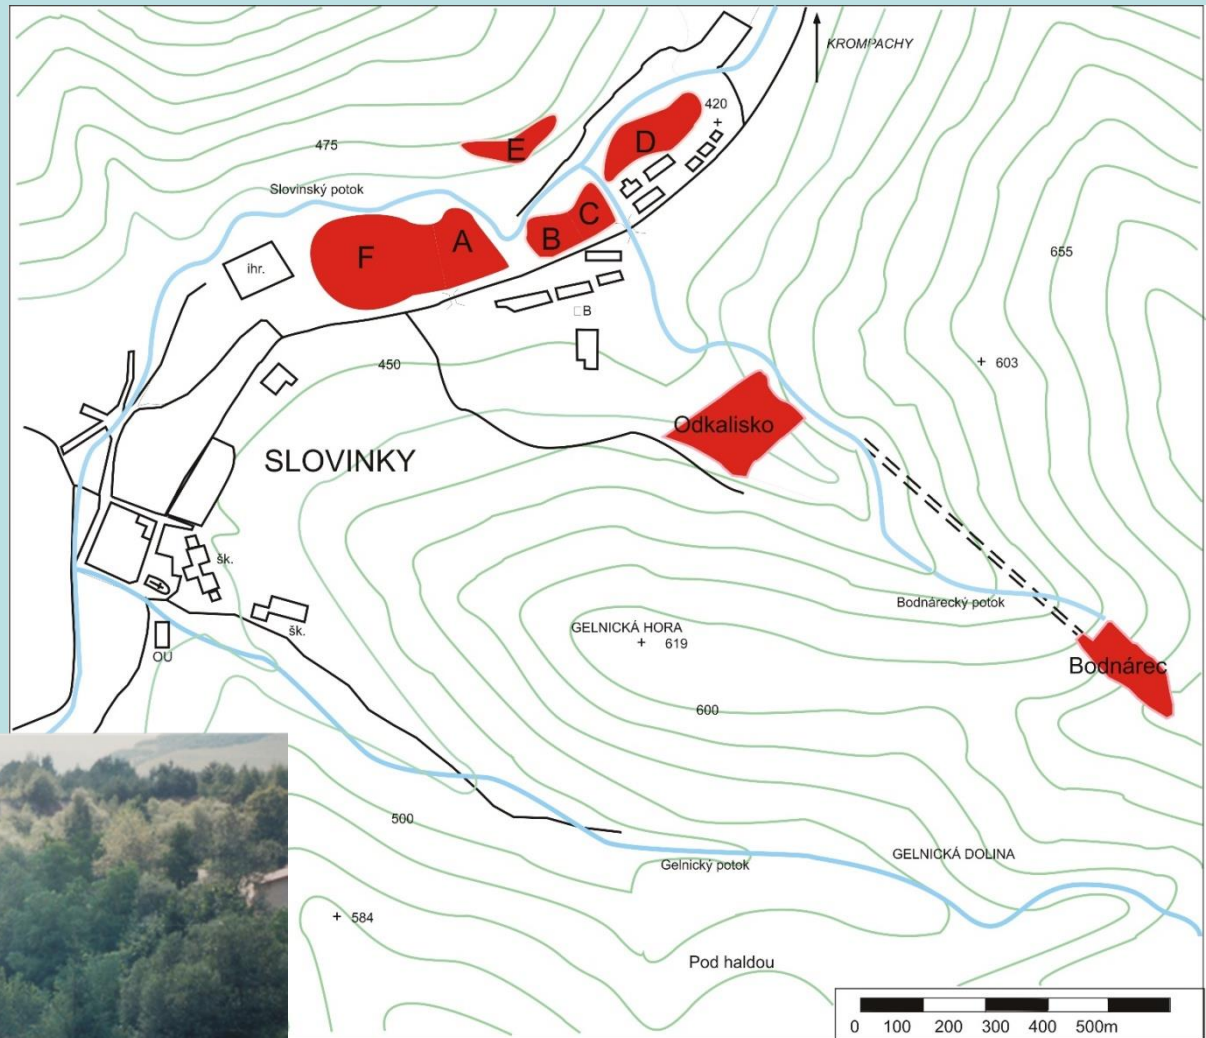 KROMPACHY
420
D
E
475
Slovinský potok
C
B
A
F
ihr.
655
B
603
450
Odkalisko
SLOVINKY
šk.
Bodnárecký potok
šk.
GELNICKÁ HORA
619
OU
Bodnárec
600
500
GELNICKÁ DOLINA
Gelnický potok
584
Pod haldou
0 100 200 300 400 500m